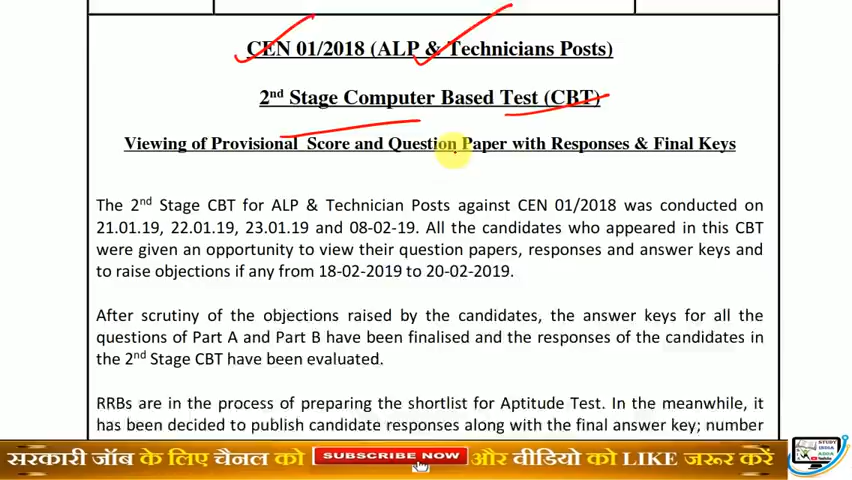 CEN 01/2018 (ALP & Technicians Posts)
2nd Stage Computer Based Test (CBT)
Viewing of Provisional Score and Question Paper with Responses & Final Keys
The 2nd Stage CBT for ALP & Technician Posts against CEN 01/2018 was conducted on
21.01.19, 22.01.19, 23.01.19 and 08-02-19. All the candidates who appeared in this CBT
were given an opportunity to view their question papers, responses and answer keys and
to raise objections if any from 18-02-2019 to 20-02-2019.
After scrutiny of the objections raised by the candidates, the answer keys for all the
questions of Part A and Part B have been finalised and the responses of the candidates in
the 2nd Stage CBT have been evaluated.
RRBs are in the process of preparing the shortlist for Aptitude Test. In the meanwhile, it
has been decided to publish candidate responses along with the final answer key; number
सरकारी जॉब के लिए चैनल को SUBSCRIBE NOW और वीडियो को LIKE जरूर करें
STUDY
INDIA